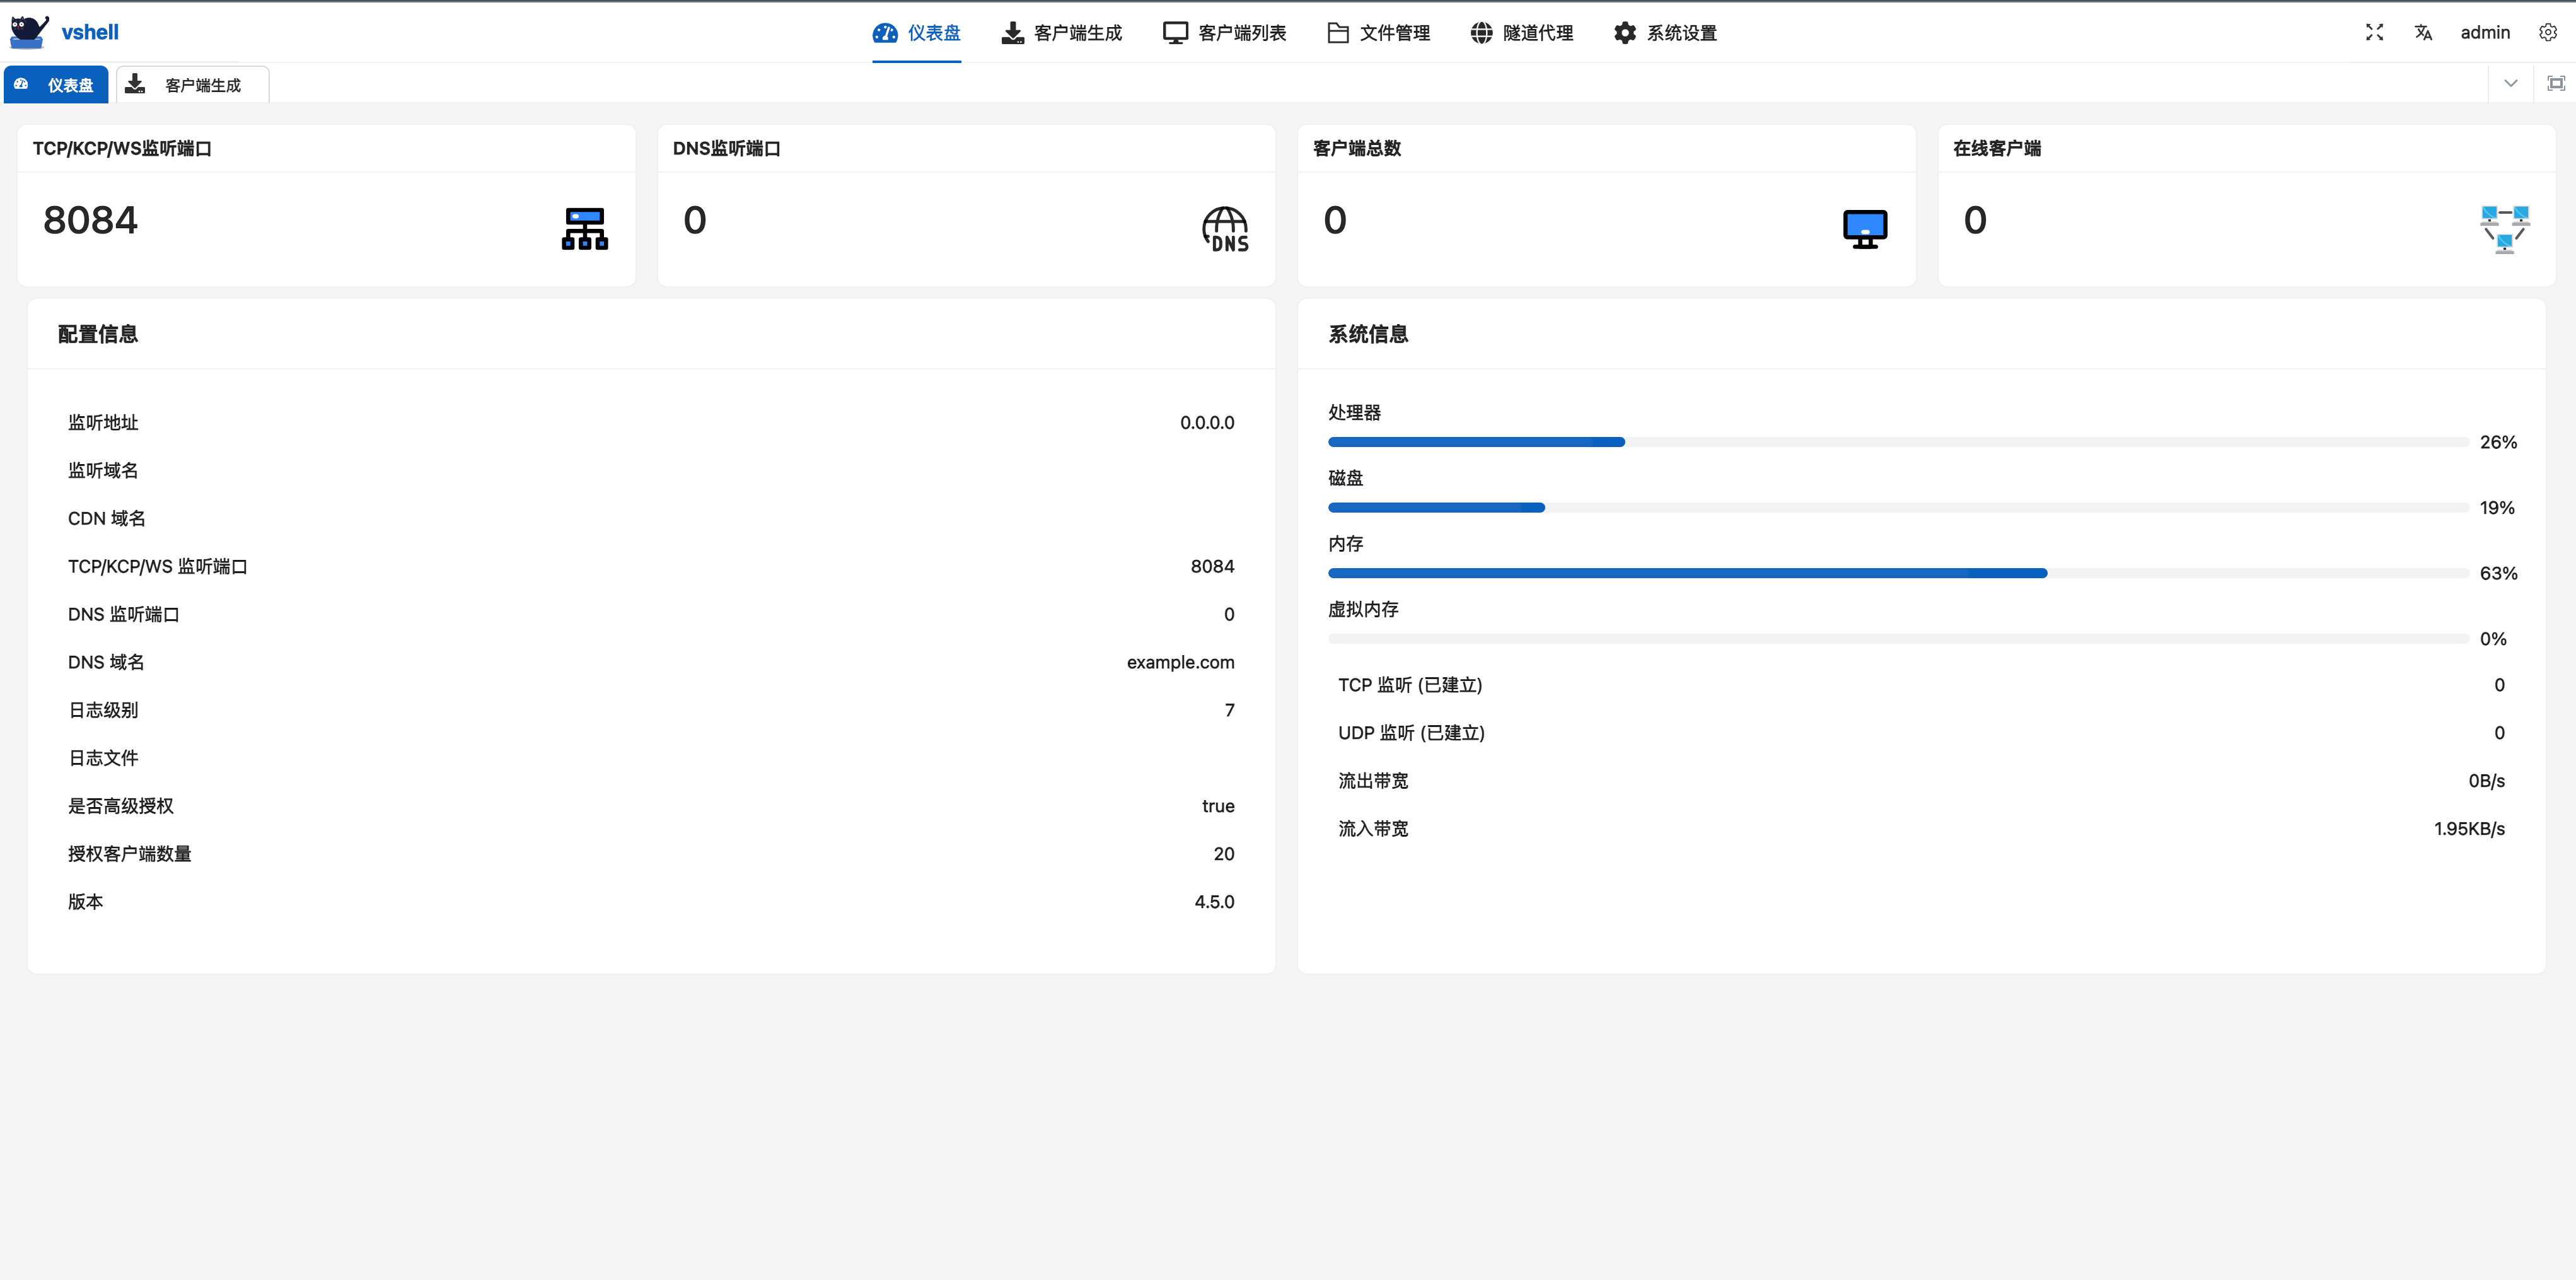 vshell
仪表盘
客户端生成
客户端列表
文件管理
隧道代理
系统设置
admin
仪表盘
客户端生成
TCP/KCP/WS监听端口
8084
DNS监听端口
0
DNS
客户端总数
0
在线客户端
0
配置信息
监听地址 0.0.0.0
监听域名
CDN 域名
TCP/KCP/WS 监听端口 8084
DNS 监听端口 0
DNS 域名 example.com
日志级别 7
日志文件
是否高级授权 true
授权客户端数量 20
版本 4.5.0
系统信息
处理器
26%
磁盘
19%
内存
63%
虚拟内存
0%
TCP 监听 (已建立) 0
UDP 监听 (已建立) 0
流出带宽 0B/s
流入带宽 1.95KB/s